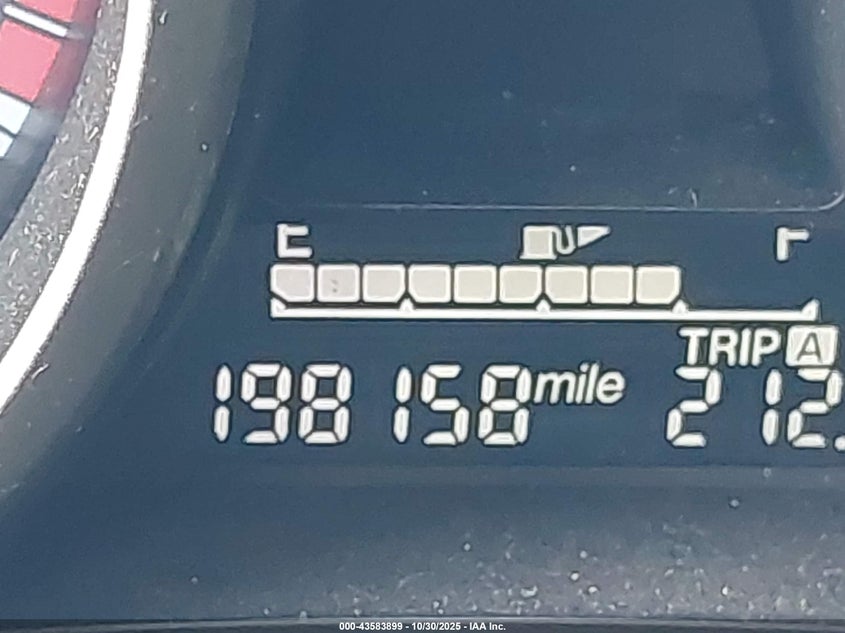 E F
TRIP A
198158 mile 212.
000-43583899 - 10/30/2025 - IAA Inc.